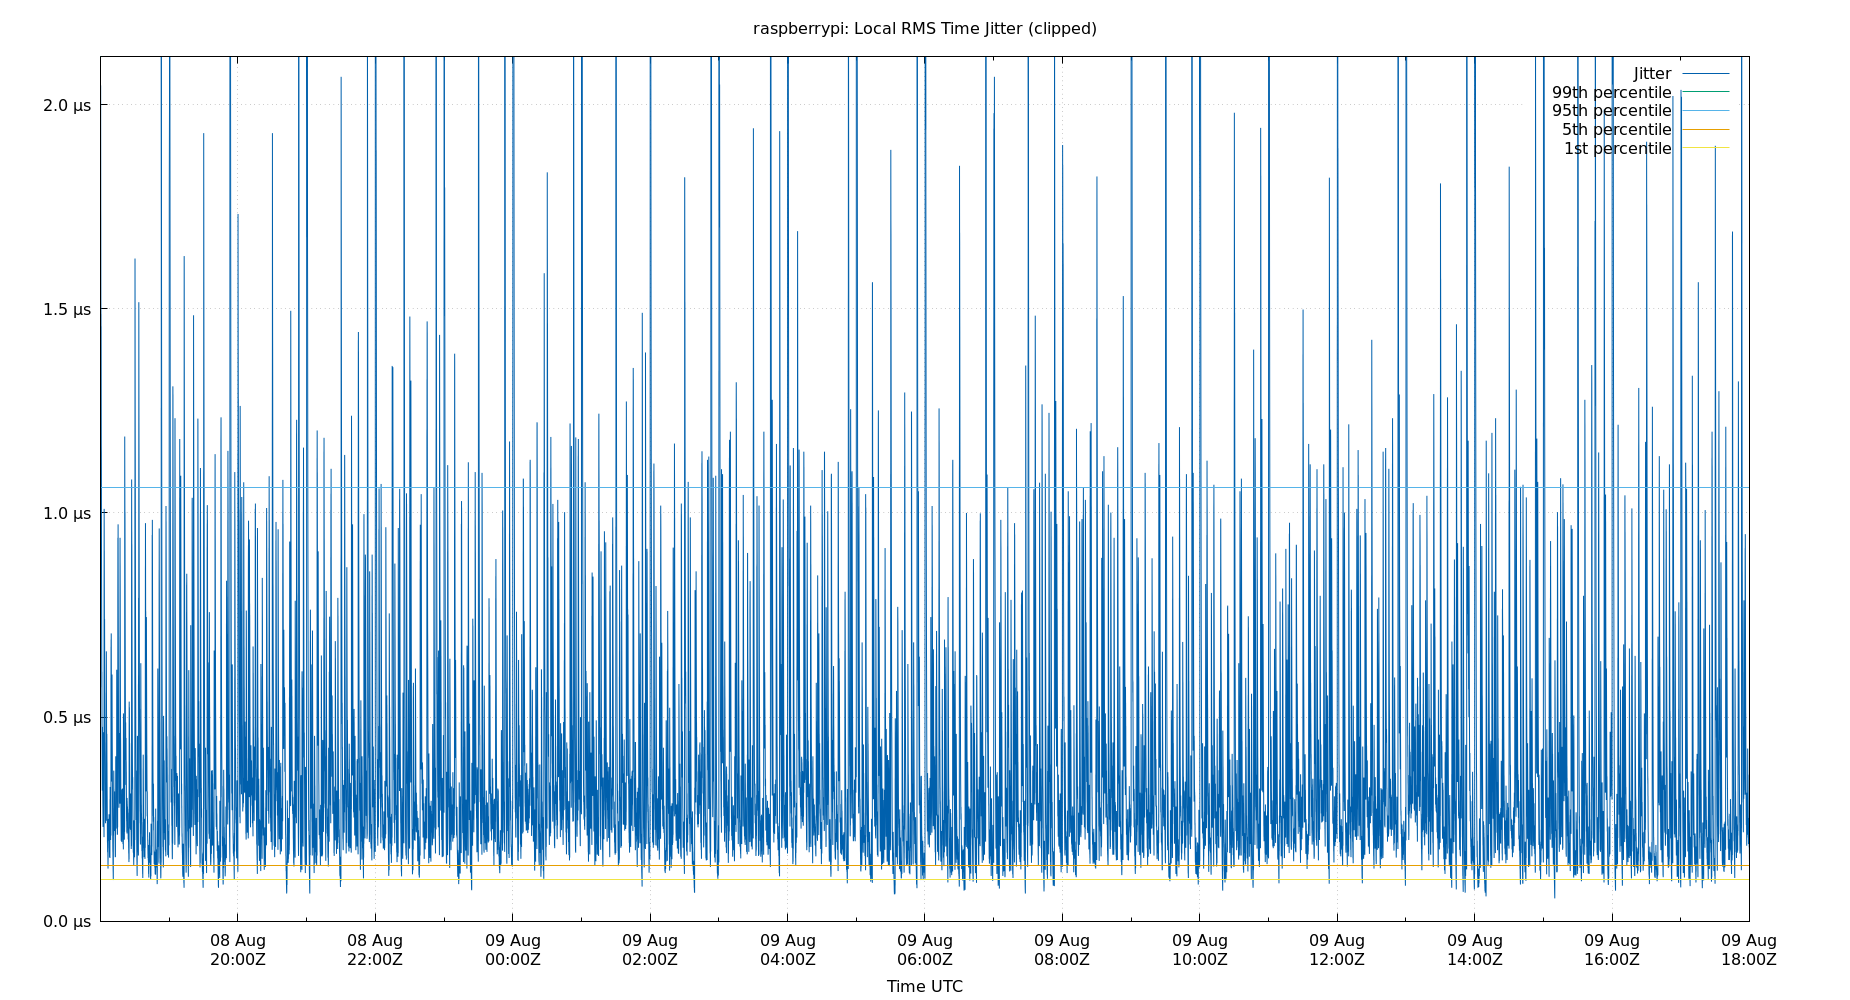 raspberrypi: Local RMS Time Jitter (clipped)
Jitter
99th percentile
95th percentile
5th percentile
1st percentile
2.0 µs
1.5 µs
1.0 µs
0.5 µs
0.0 µs
08 Aug 08 Aug 09 Aug 09 Aug 09 Aug 09 Aug 09 Aug 09 Aug 09 Aug 09 Aug 09 Aug 09 Aug
20:00Z 22:00Z 00:00Z 02:00Z 04:00Z 06:00Z 08:00Z 10:00Z 12:00Z 14:00Z 16:00Z 18:00Z
Time UTC